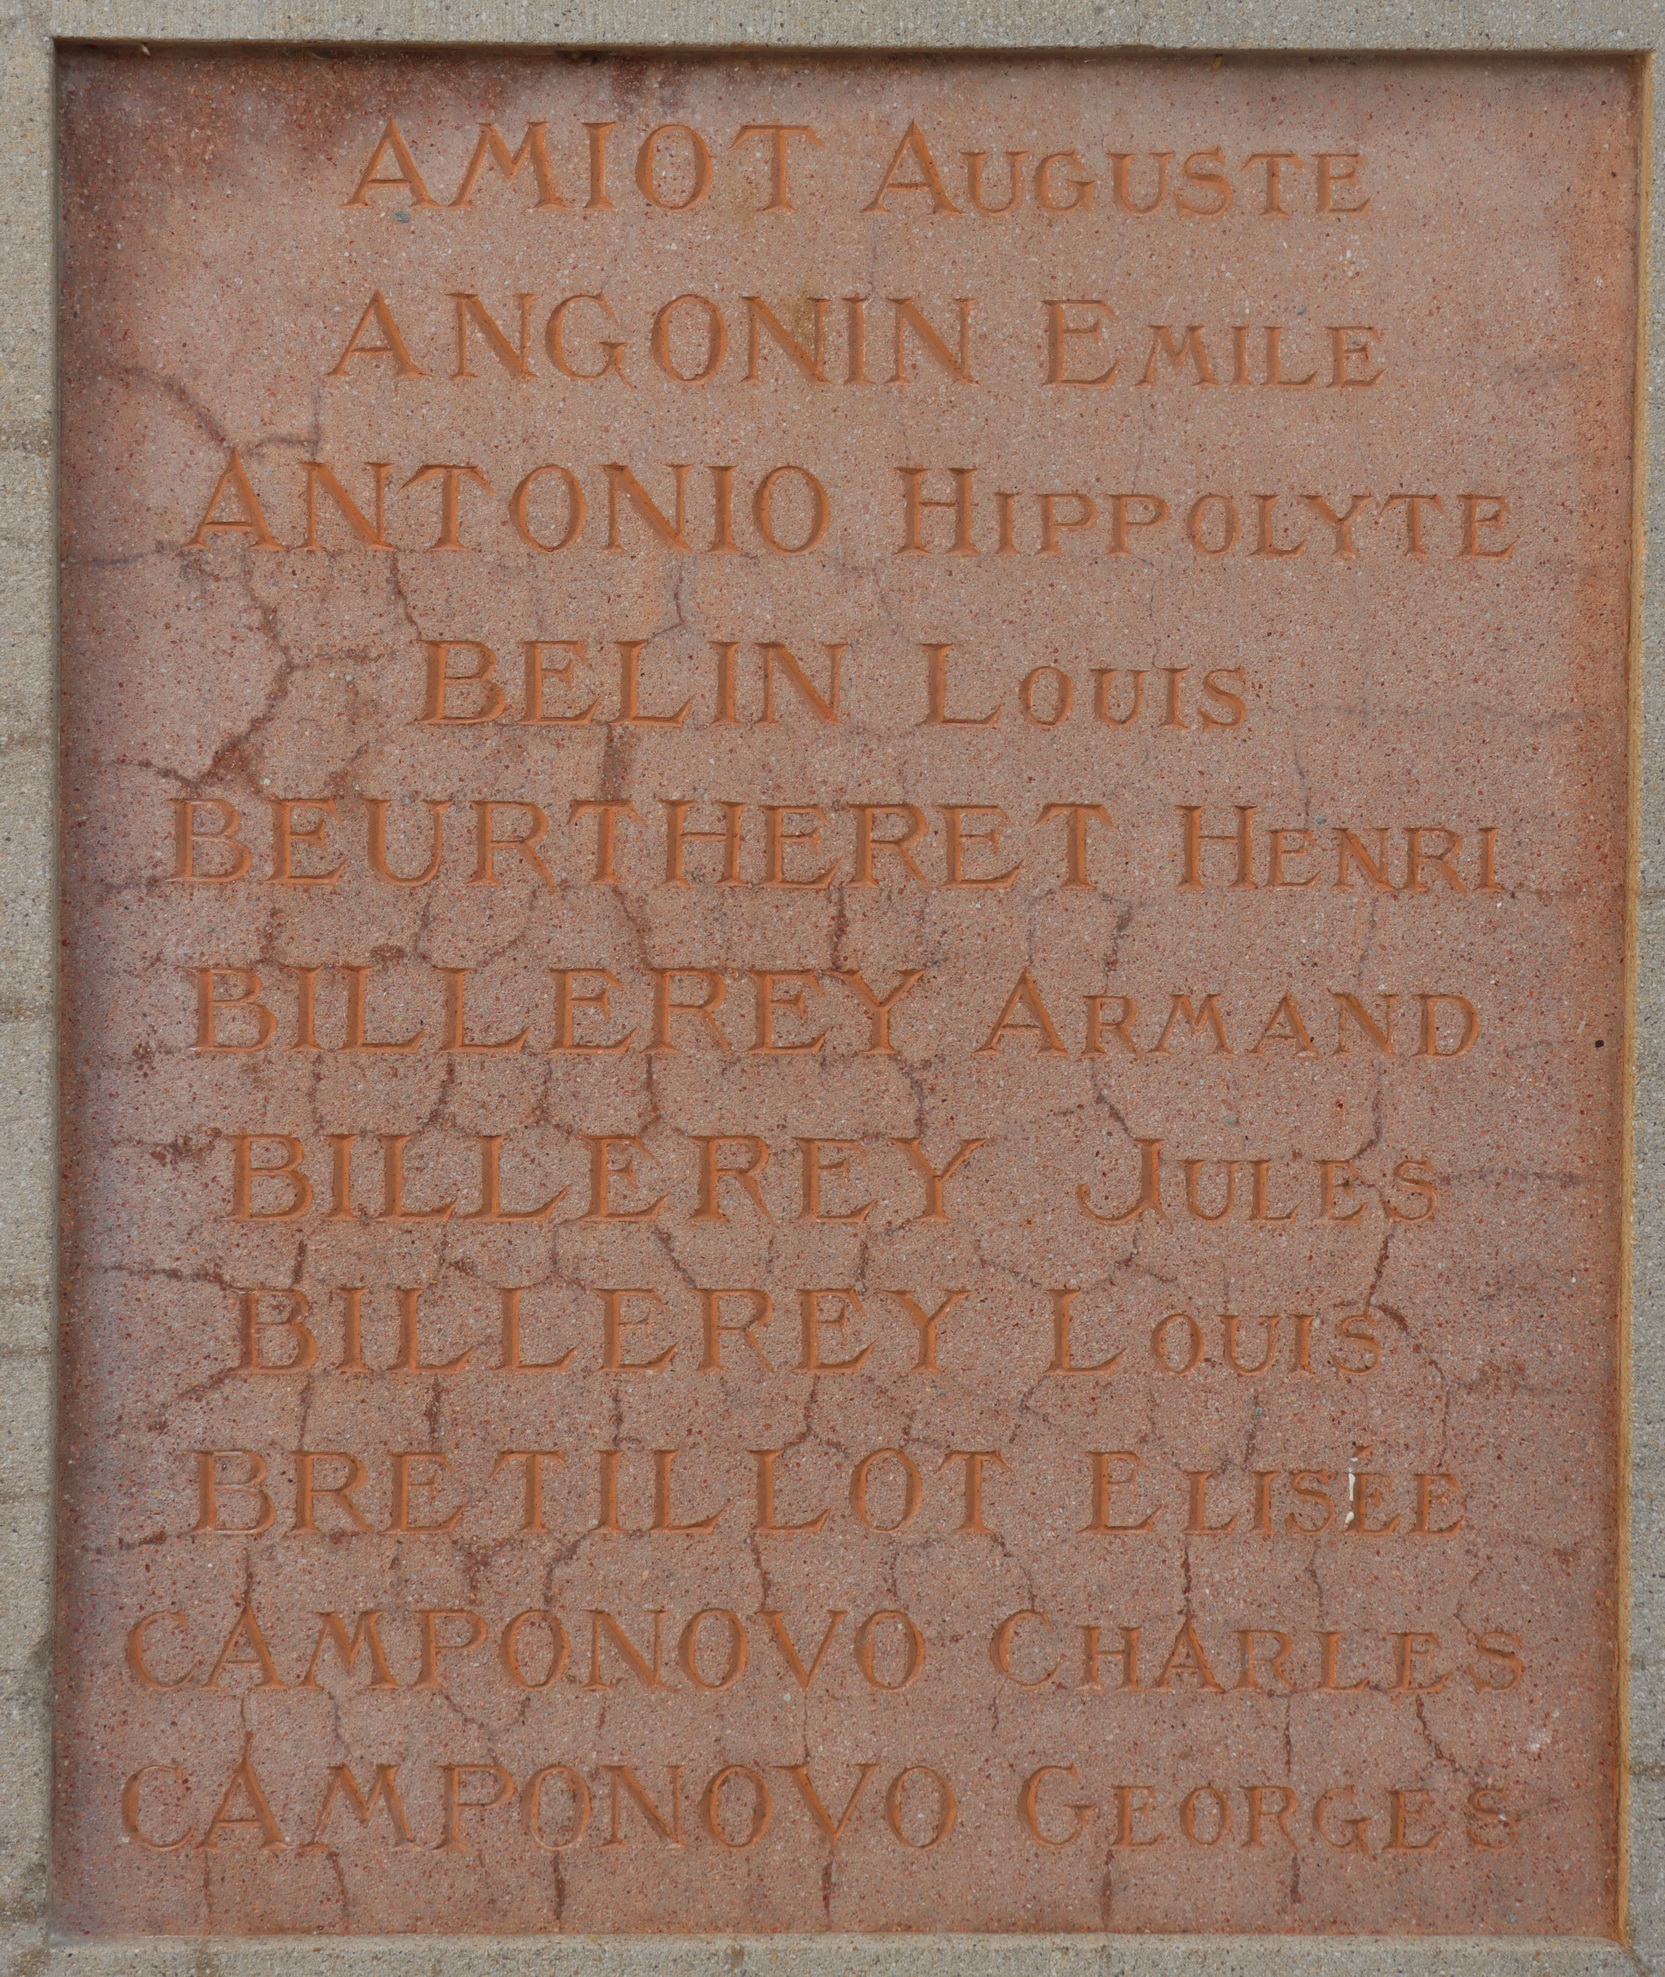 AMIOT AUGUSTE
ANGONIN EMILE
ANTONIO HIPPOLYTE
BELIN LOUIS
BEURTHERET HENRI
BILLEREY ARMAND
BILLEREY JULES
BILLEREY LOUIS
BRETILLOT ELISÉE
CAMPONOVO CHARLES
CAMPONOVO GEORGES